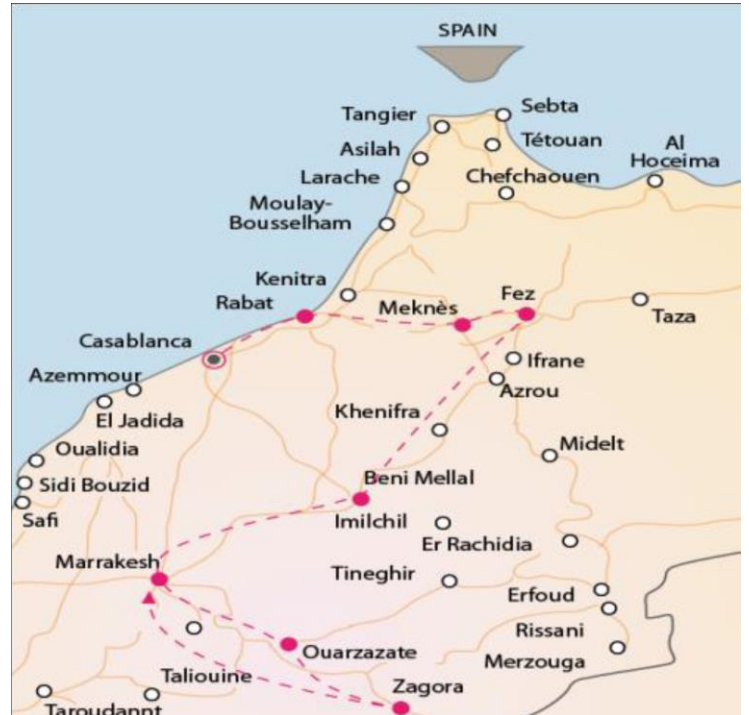 SPAIN
Sebta
Tangier
Tétouan
Al
Hoceima
Asilah
Larache
Chefchaouen
Moulay-
Bousselham
Kenitra
Rabat
Meknès
Fez
Taza
Casablanca
Ifrane
Azemmour
Azrou
El Jadida
Khenifra
Oualidia
Midelt
Beni Mellal
Sidi Bouzid
Imilchil
Safi
Er Rachidia
Marrakesh
Tineghir
Erfoud
Rissani
Ouarzazate
Merzouga
Taliouine
Zagora
Taroudannt